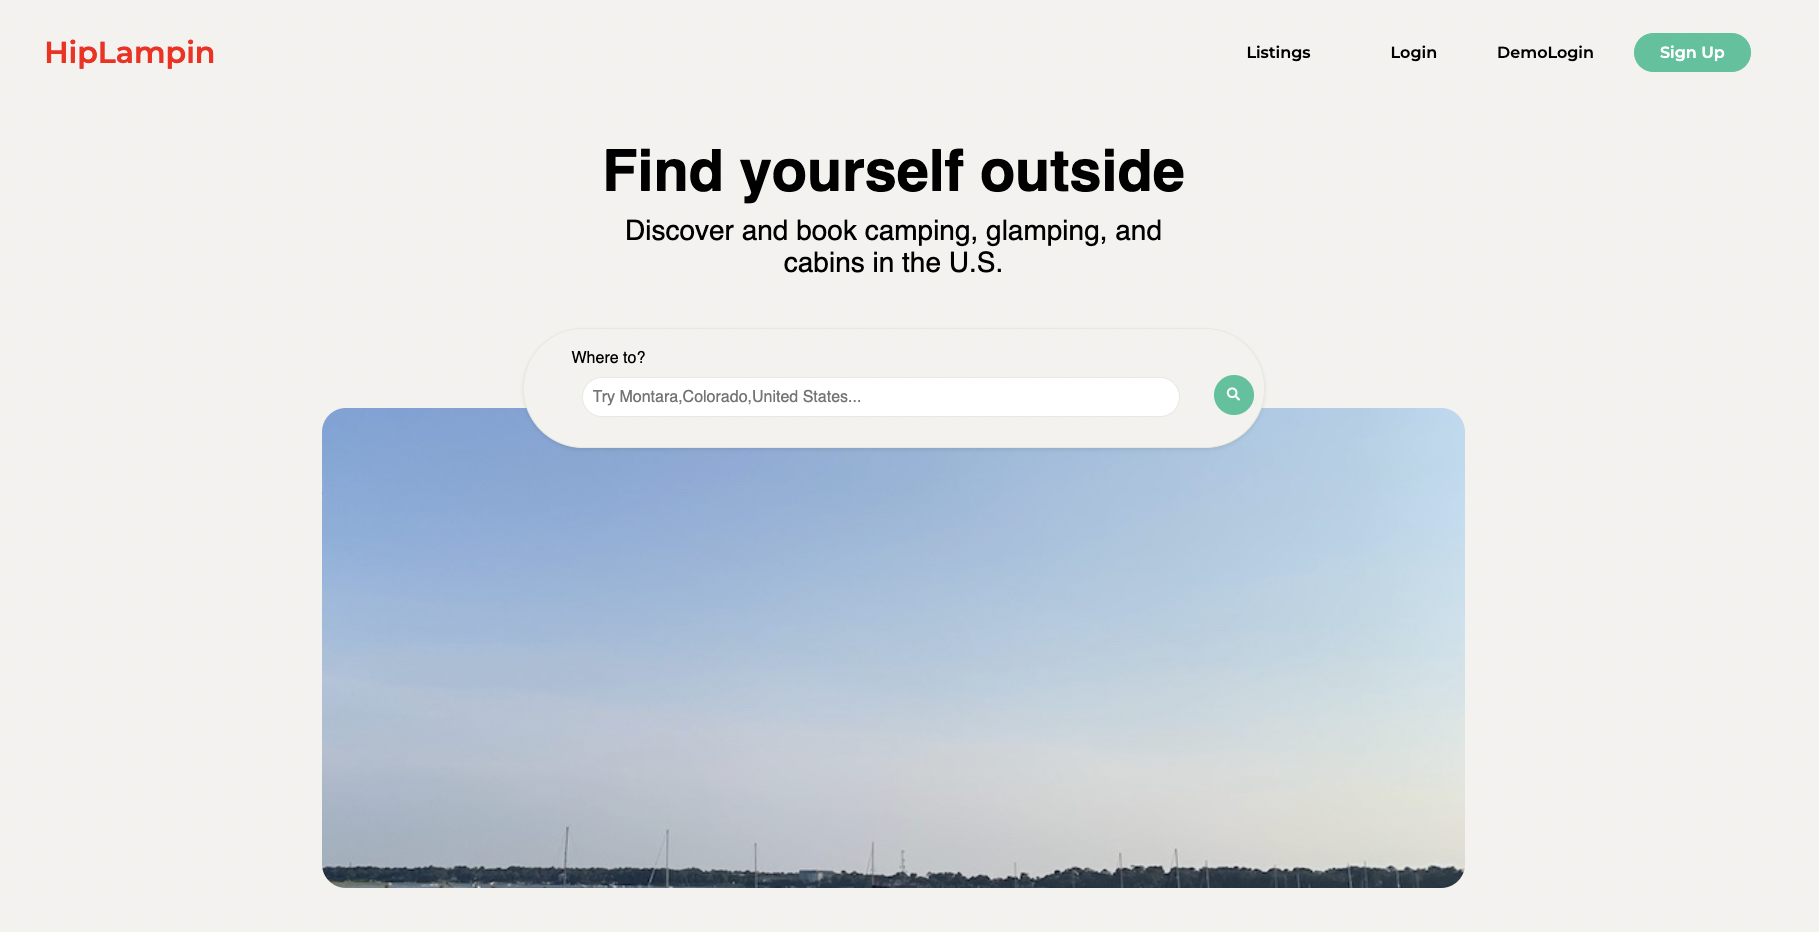 HipLampin
Listings
Login
DemoLogin
Sign Up
Find yourself outside
Discover and book camping, glamping, and
cabins in the U.S.
Where to?
Try Montara,Colorado,United States...